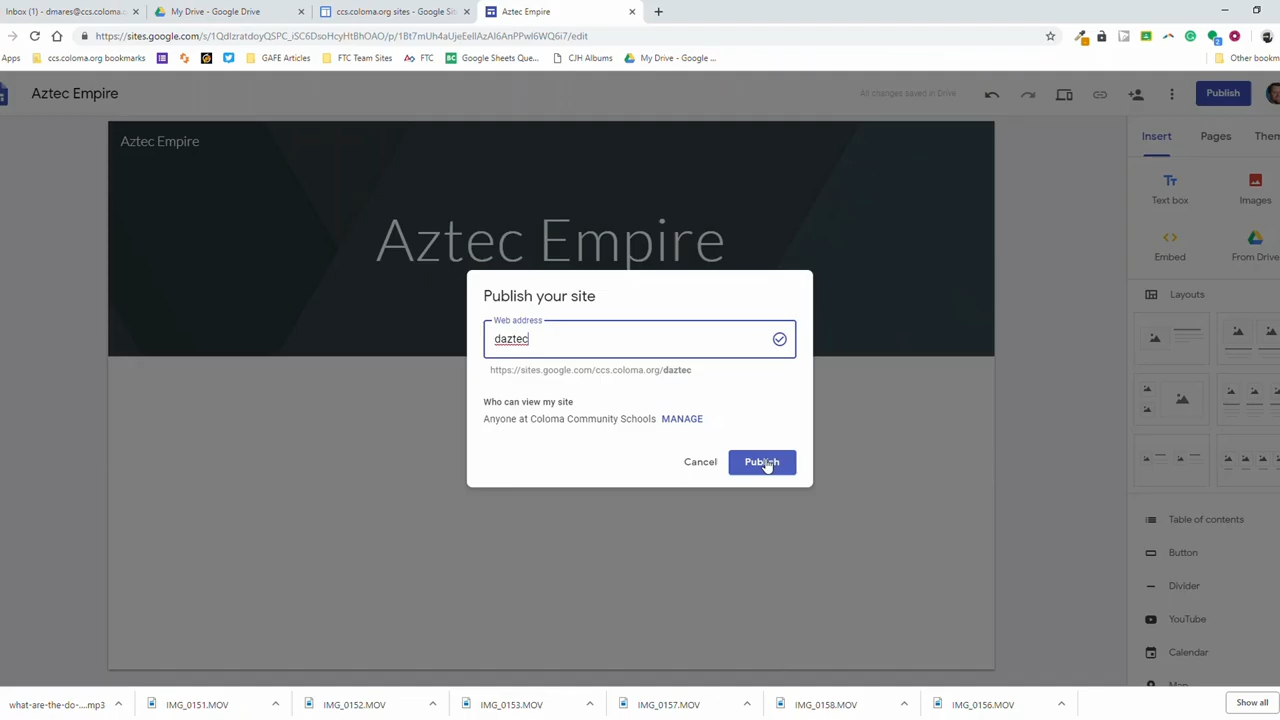 Inbox (1) - dmares@ccs.coloma.
My Drive - Google Drive
ccs.coloma.org sites - Google Sit
Aztec Empire
https://sites.google.com/s/1QdIzratdoyQSPC_iSC6DsoHcyHtBhOAO/p/1Bt7mUh4aUjeEellAzAI6AnPPwI6WQ6i7/edit
Apps
ccs.coloma.org bookmarks
GAFE Articles
FTC Team Sites
FTC
Google Sheets Que...
CJH Albums
My Drive - Google ...
Other bookm
Aztec Empire
All changes saved in Drive
Publish
Aztec Empire
Insert
Pages
Them
Aztec Empire
Text box
Images
Embed
From Drive
Publish your site
Web address
daztec
https://sites.google.com/ccs.coloma.org/daztec
Who can view my site
Anyone at Coloma Community Schools MANAGE
Cancel
Publish
Layouts
Table of contents
Button
Divider
YouTube
Calendar
what-are-the-do-....mp3
IMG_0151.MOV
IMG_0152.MOV
IMG_0153.MOV
IMG_0157.MOV
IMG_0158.MOV
IMG_0156.MOV
Show all